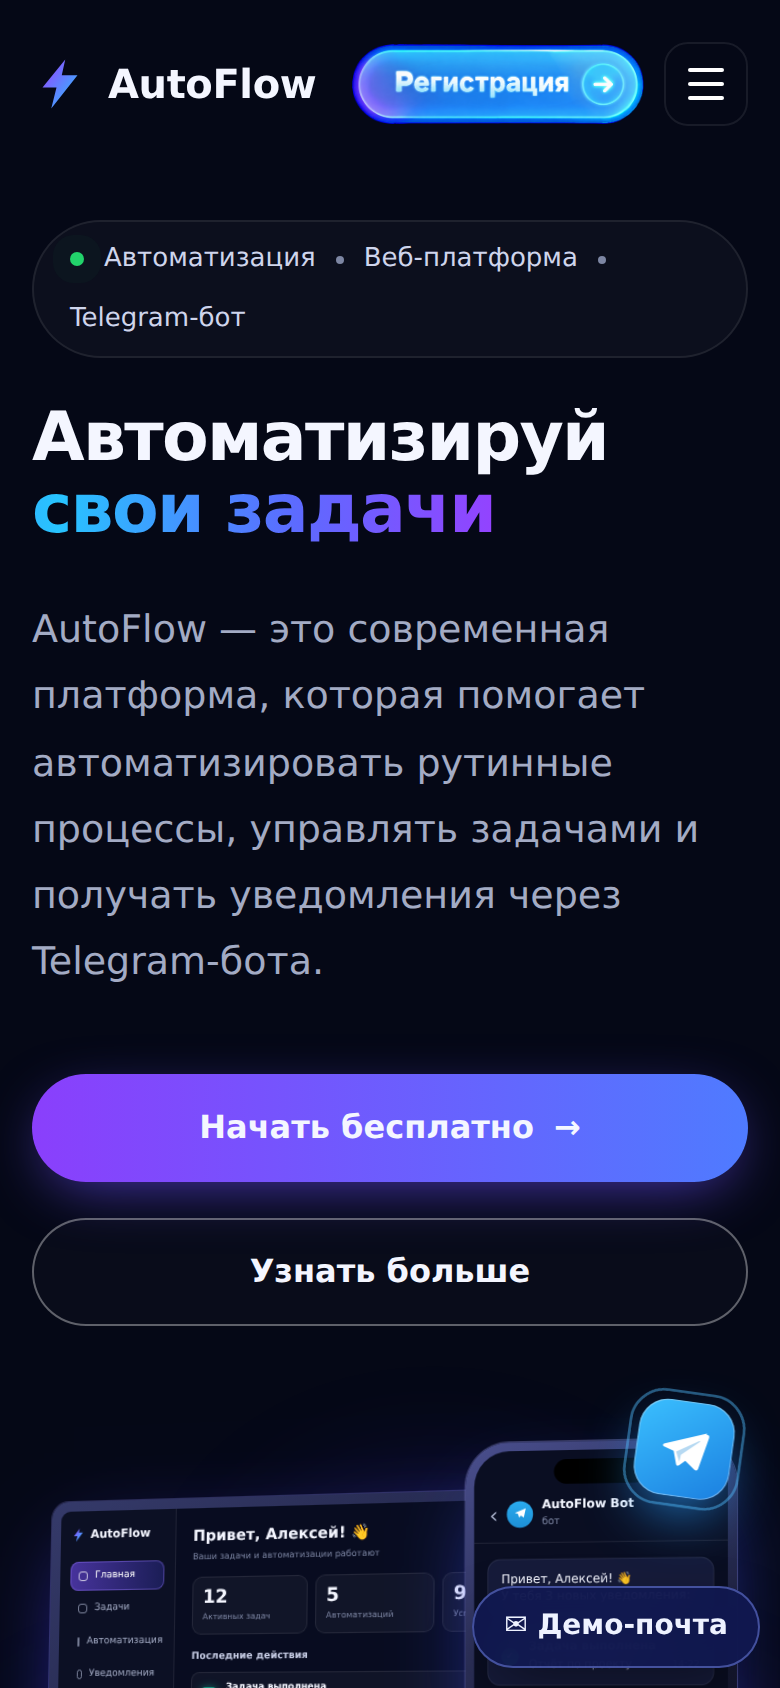 AutoFlow
Регистрация
Автоматизация • Веб-платформа •
Telegram-бот
Автоматизируй
свои задачи
AutoFlow — это современная
платформа, которая помогает
автоматизировать рутинные
процессы, управлять задачами и
получать уведомления через
Telegram-бота.
Начать бесплатно →
Узнать больше
AutoFlow
Главная
Задачи
Автоматизация
Уведомления
Привет, Алексей! 👋
Ваши задачи и автоматизации работают
12
Активных задач
5
Автоматизаций
9
Последние действия
Задача выполнена
AutoFlow Bot
бот
Привет, Алексей! 👋
✉ Демо-почта